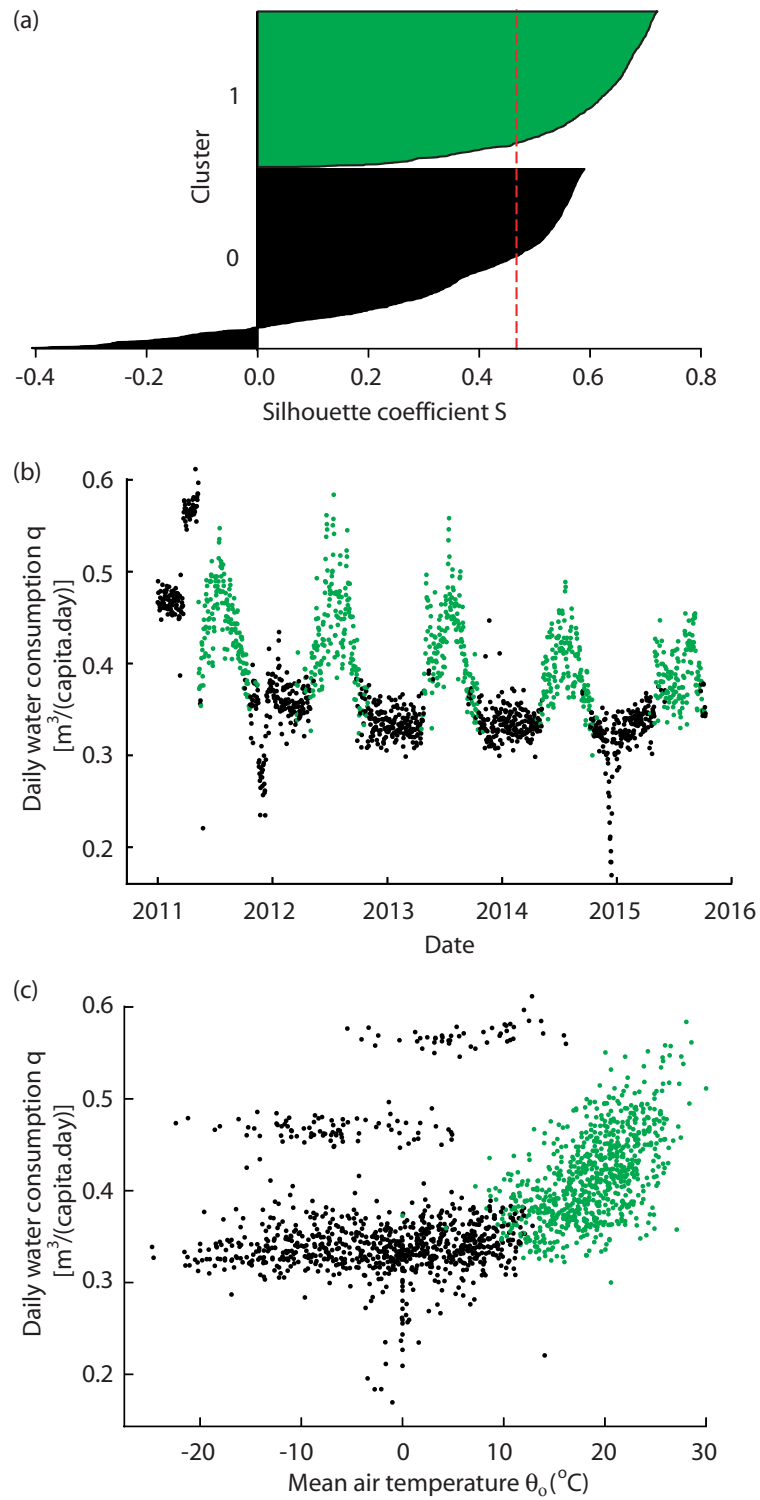 (a)
Cluster
1
0
-0.4 -0.2 0.0 0.2 0.4 0.6 0.8
Silhouette coefficient S
(b)
Daily water consumption q
[m³/(capita.day)]
0.6
0.5
0.4
0.3
0.2
2011 2012 2013 2014 2015 2016
Date
(c)
Daily water consumption q
[m³/(capita.day)]
0.6
0.5
0.4
0.3
0.2
-20 -10 0 10 20 30
Mean air temperature θₒ(°C)